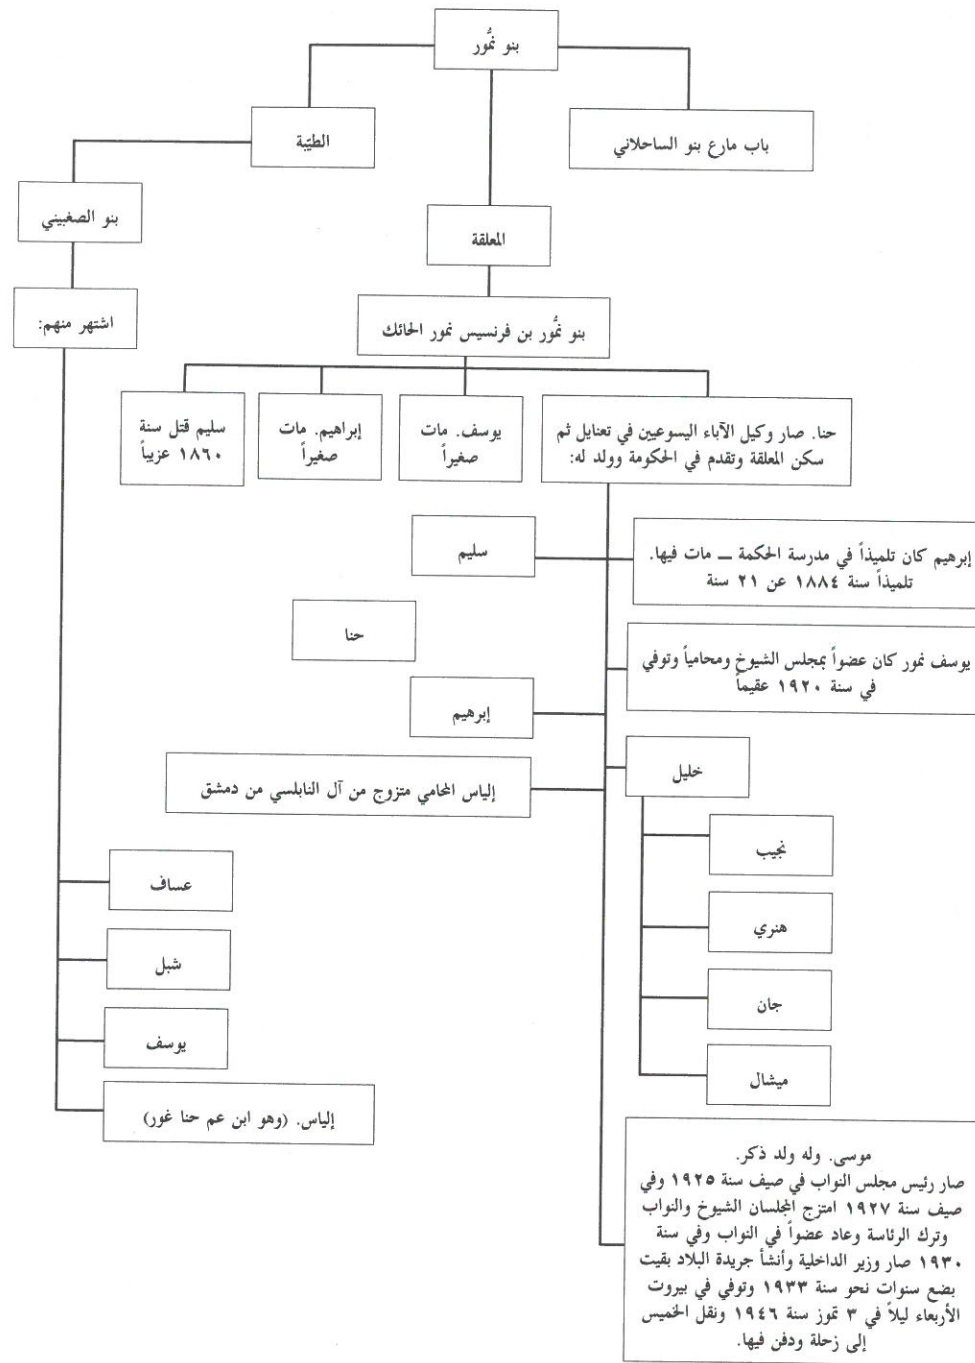 بنو نمُّور
باب مارع بنو الساحلاني
الطيّبة
بنو الصغبيني
المعلقة
اشتهر منهم:
بنو نمُّور بن فرنسيس نمور الحائك
حنا. صار وكيل الآباء اليسوعيين في تعنايل ثم
سكن المعلقة وتقدم في الحكومة وولد له:
يوسف. مات
صغيراً
إبراهيم. مات
صغيراً
سليم قتل سنة
١٨٦٠ عزيباً
إبرهيم كان تلميذاً في مدرسة الحكمة ــ مات فيها.
تلميذاً سنة ١٨٨٤ عن ٢١ سنة
سليم
حنا
يوسف نمور كان عضواً بمجلس الشيوخ ومحامياً وتوفي
في سنة ١٩٢٠ عقيماً
إبرهيم
خليل
إلياس المحامي متزوج من آل النابلسي من دمشق
نجيب
هنري
جان
ميشال
عساف
شبل
يوسف
إلياس. (وهو ابن عم حنا غور)
موسى. وله ولد ذكر.
صار رئيس مجلس النواب في صيف سنة ١٩٢٥ وفي
صيف سنة ١٩٢٧ امتزج المجلسان الشيوخ والنواب
وترك الرئاسة وعاد عضواً في النواب وفي سنة
١٩٣٠ صار وزير الداخلية وأنشأ جريدة البلاد بقيت
بضع سنوات نحو سنة ١٩٣٣ وتوفي في بيروت
الأربعاء ليلاً في ٣ تموز سنة ١٩٤٦ ونقل الخميس
إلى زحلة ودفن فيها.